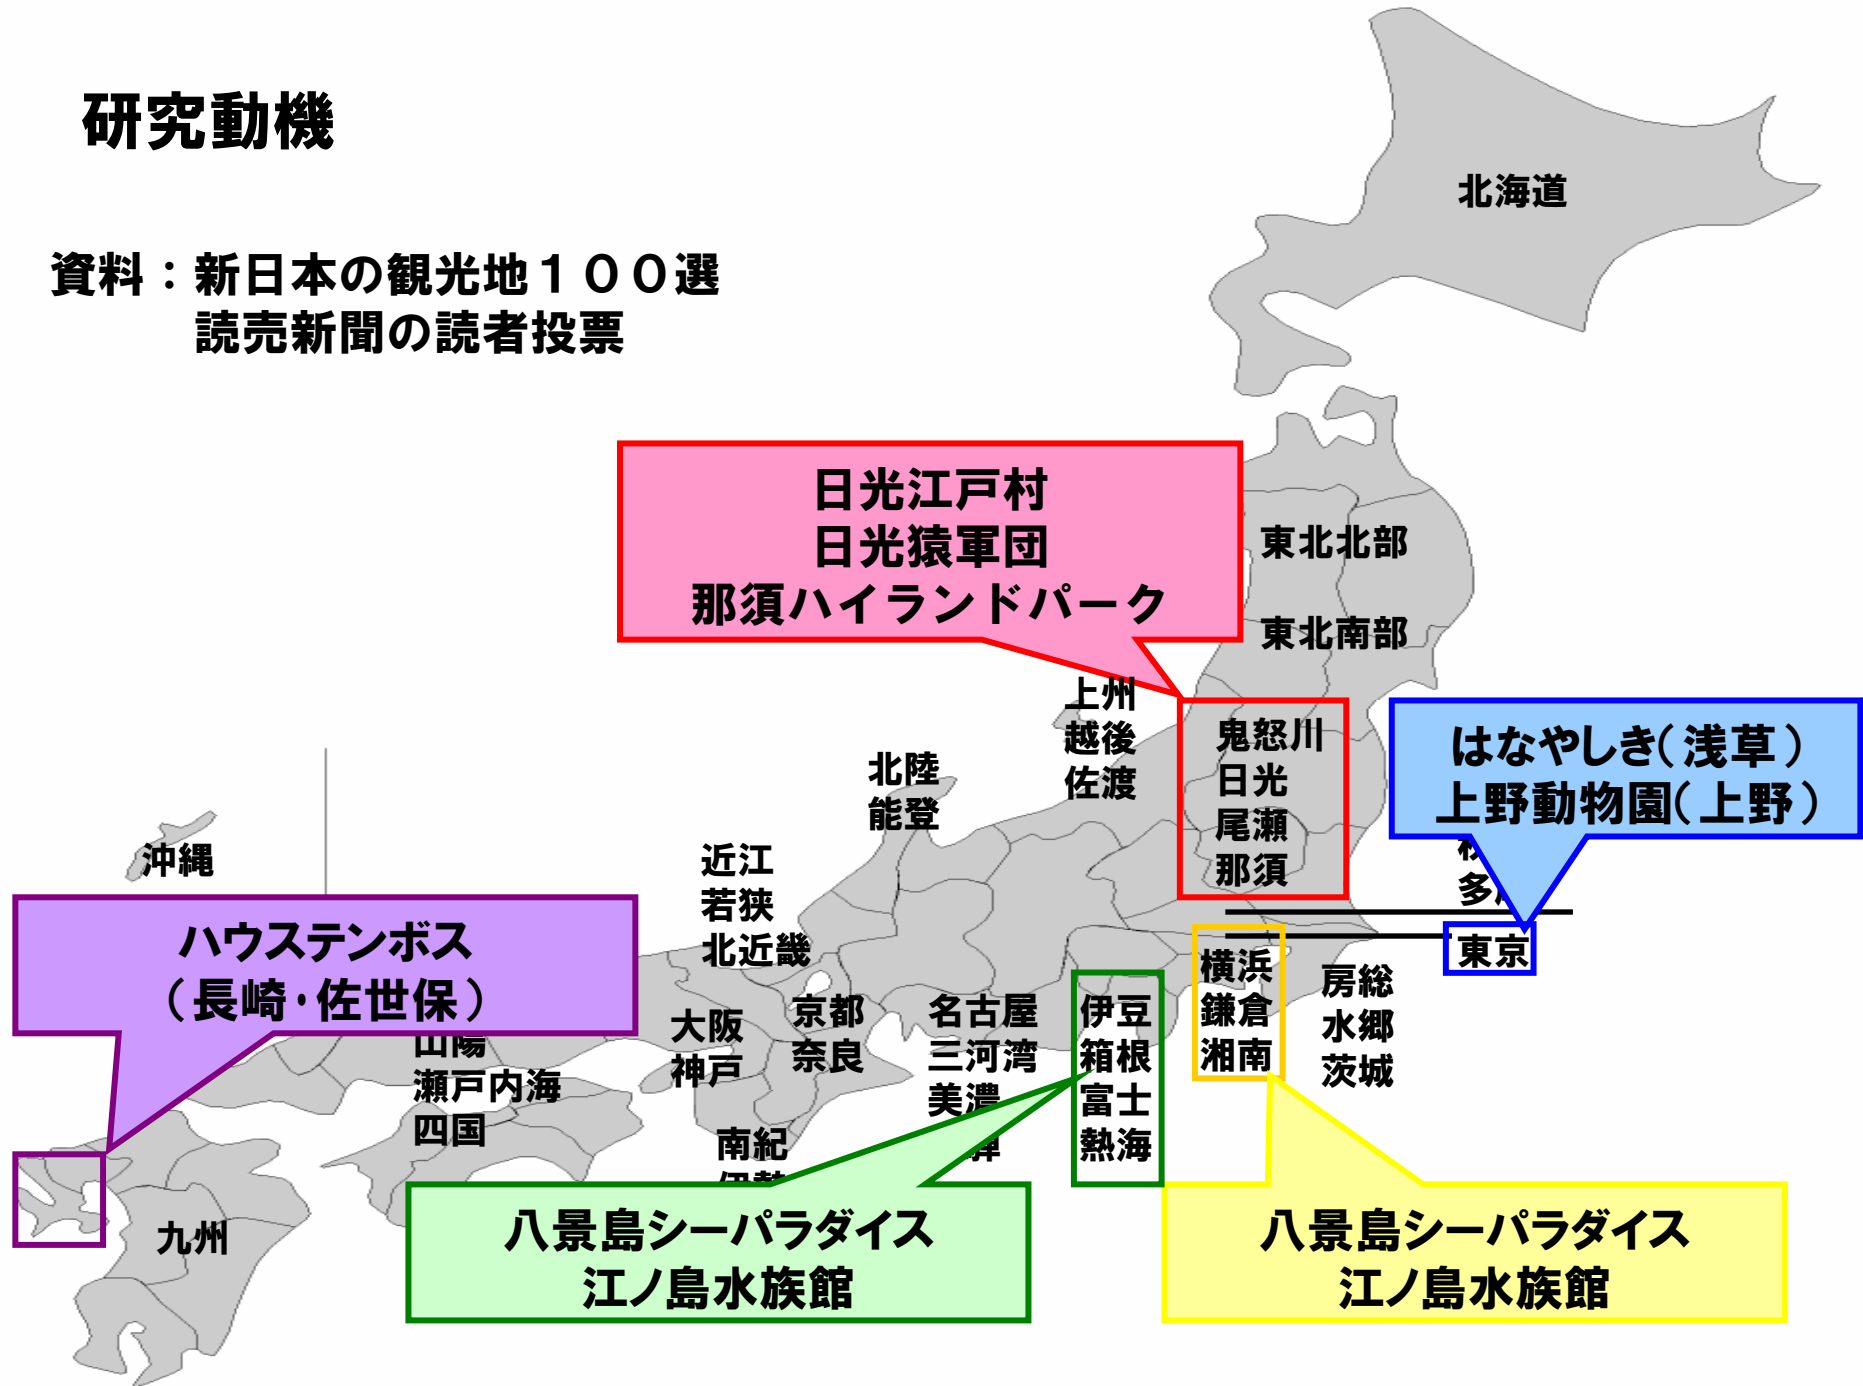 研究動機
資料：新日本の観光地１００選
読売新聞の読者投票
北海道
日光江戸村
日光猿軍団
那須ハイランドパーク
東北北部
東北南部
上州
越後
佐渡
鬼怒川
日光
尾瀬
那須
はなやしき（浅草）
上野動物園（上野）
北陸
能登
沖縄
近江
若狭
北近畿
多
東京
ハウステンボス
（長崎・佐世保）
横浜
鎌倉
湘南
房総
水郷
茨城
大阪
神戸
京都
奈良
名古屋
三河湾
美濃
伊豆
箱根
富士
熱海
山陽
瀬戸内海
四国
南紀
九州
八景島シーパラダイス
江ノ島水族館
八景島シーパラダイス
江ノ島水族館